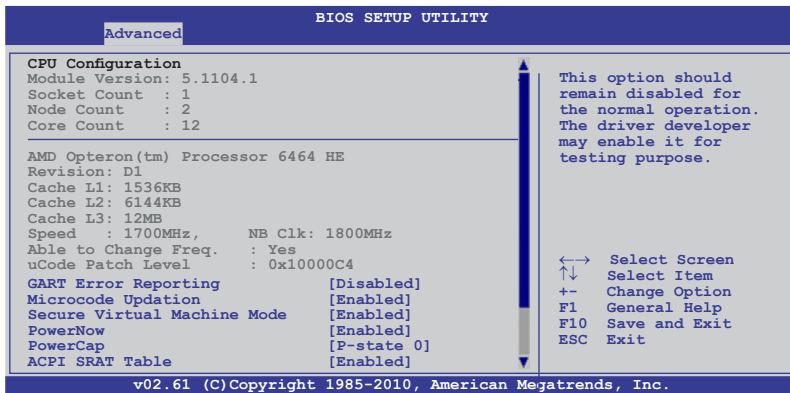 BIOS SETUP UTILITY
Advanced
CPU Configuration
Module Version: 5.1104.1
Socket Count : 1
Node Count : 2
Core Count : 12
AMD Opteron(tm) Processor 6464 HE
Revision: D1
Cache L1: 1536KB
Cache L2: 6144KB
Cache L3: 12MB
Speed : 1700MHz, NB Clk: 1800MHz
Able to Change Freq. : Yes
uCode Patch Level : 0x10000C4
GART Error Reporting [Disabled]
Microcode Updation [Enabled]
Secure Virtual Machine Mode [Enabled]
PowerNow [Enabled]
PowerCap [P-state 0]
ACPI SRAT Table [Enabled]
This option should
remain disabled for
the normal operation.
The driver developer
may enable it for
testing purpose.
←→ Select Screen
↑↓ Select Item
+- Change Option
F1 General Help
F10 Save and Exit
ESC Exit
v02.61 (C)Copyright 1985-2010, American Megatrends, Inc.